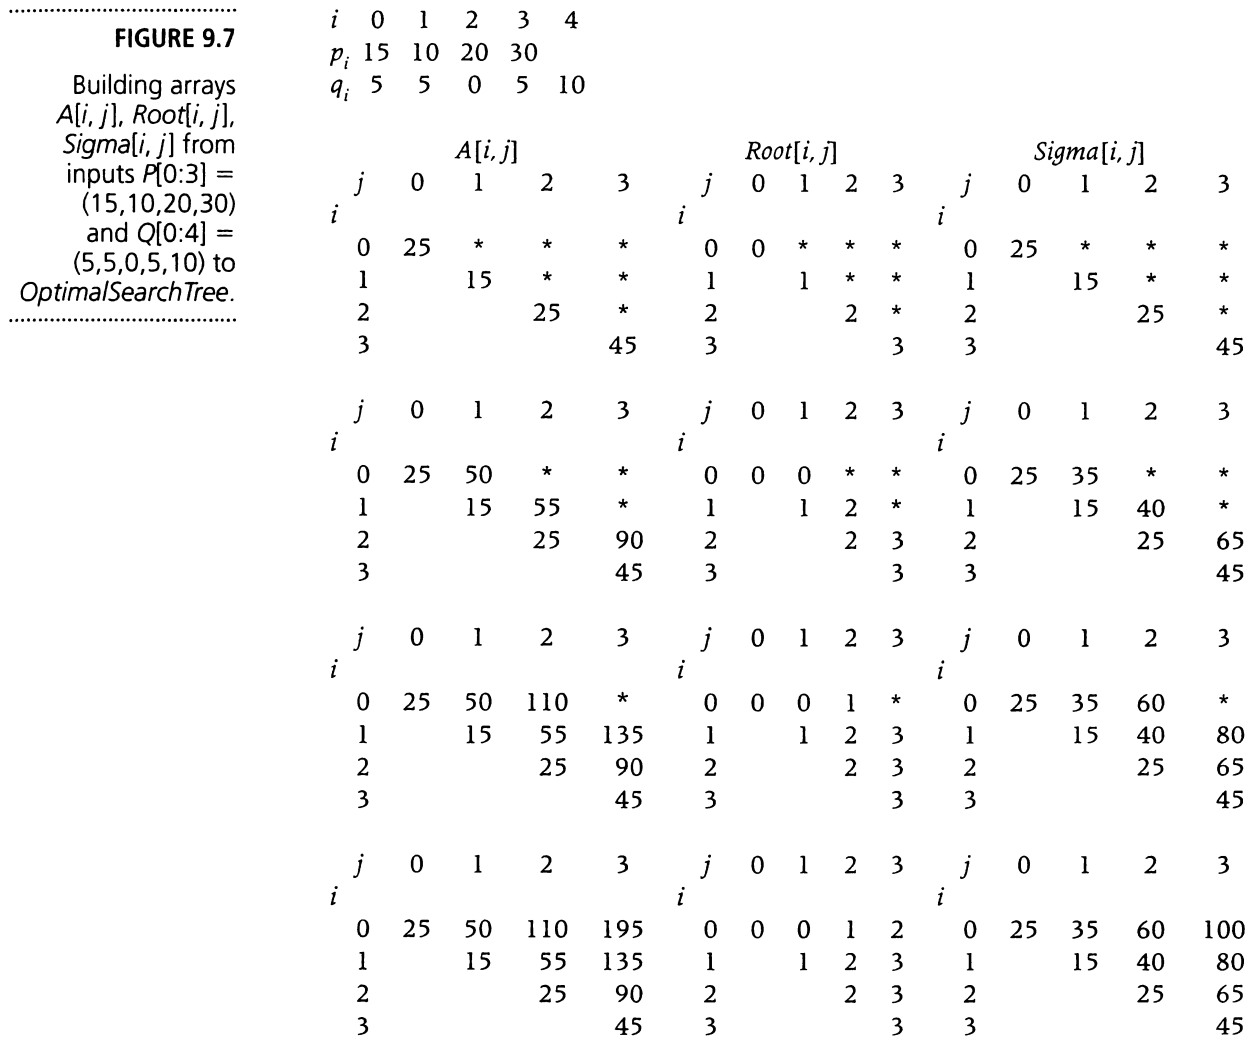 FIGURE 9.7
Building arrays
A[i, j], Root[i, j],
Sigma[i, j] from
inputs P[0:3] =
(15,10,20,30)
and Q[0:4] =
(5,5,0,5,10) to
OptimalSearchTree.
i 0 1 2 3 4
p_i 15 10 20 30
q_i 5 5 0 5 10
A[i, j] Root[i, j] Sigma[i, j]
j 0 1 2 3 j 0 1 2 3 j 0 1 2 3
i i i
0 25 * * * 0 0 * * * 0 25 * * *
1 15 * * 1 1 * * 1 15 * *
2 25 * 2 2 * 2 25 *
3 45 3 3 3 45
j 0 1 2 3 j 0 1 2 3 j 0 1 2 3
i i i
0 25 50 * * 0 0 0 * * 0 25 35 * *
1 15 55 * 1 1 2 * 1 15 40 *
2 25 90 2 2 3 2 25 65
3 45 3 3 3 45
j 0 1 2 3 j 0 1 2 3 j 0 1 2 3
i i i
0 25 50 110 * 0 0 0 1 * 0 25 35 60 *
1 15 55 135 1 1 2 3 1 15 40 80
2 25 90 2 2 3 2 25 65
3 45 3 3 3 45
j 0 1 2 3 j 0 1 2 3 j 0 1 2 3
i i i
0 25 50 110 195 0 0 0 1 2 0 25 35 60 100
1 15 55 135 1 1 2 3 1 15 40 80
2 25 90 2 2 3 2 25 65
3 45 3 3 3 45